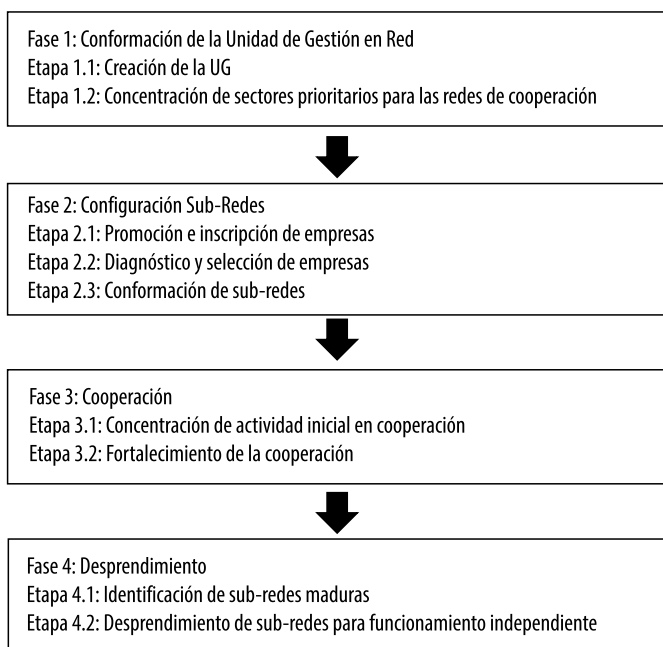 Fase 1: Conformación de la Unidad de Gestión en Red
Etapa 1.1: Creación de la UG
Etapa 1.2: Concentración de sectores prioritarios para las redes de cooperación
Fase 2: Configuración Sub-Redes
Etapa 2.1: Promoción e inscripción de empresas
Etapa 2.2: Diagnóstico y selección de empresas
Etapa 2.3: Conformación de sub-redes
Fase 3: Cooperación
Etapa 3.1: Concentración de actividad inicial en cooperación
Etapa 3.2: Fortalecimiento de la cooperación
Fase 4: Desprendimiento
Etapa 4.1: Identificación de sub-redes maduras
Etapa 4.2: Desprendimiento de sub-redes para funcionamiento independiente